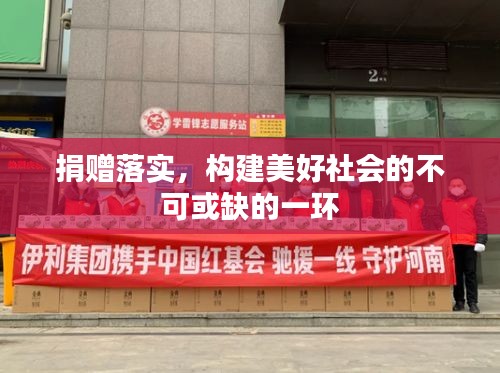 2
学雷锋志愿服务站
捐赠落实，构建美好社会的不
可或缺的一环
伊利集团携手中国红基会 驰援一线 守护河南